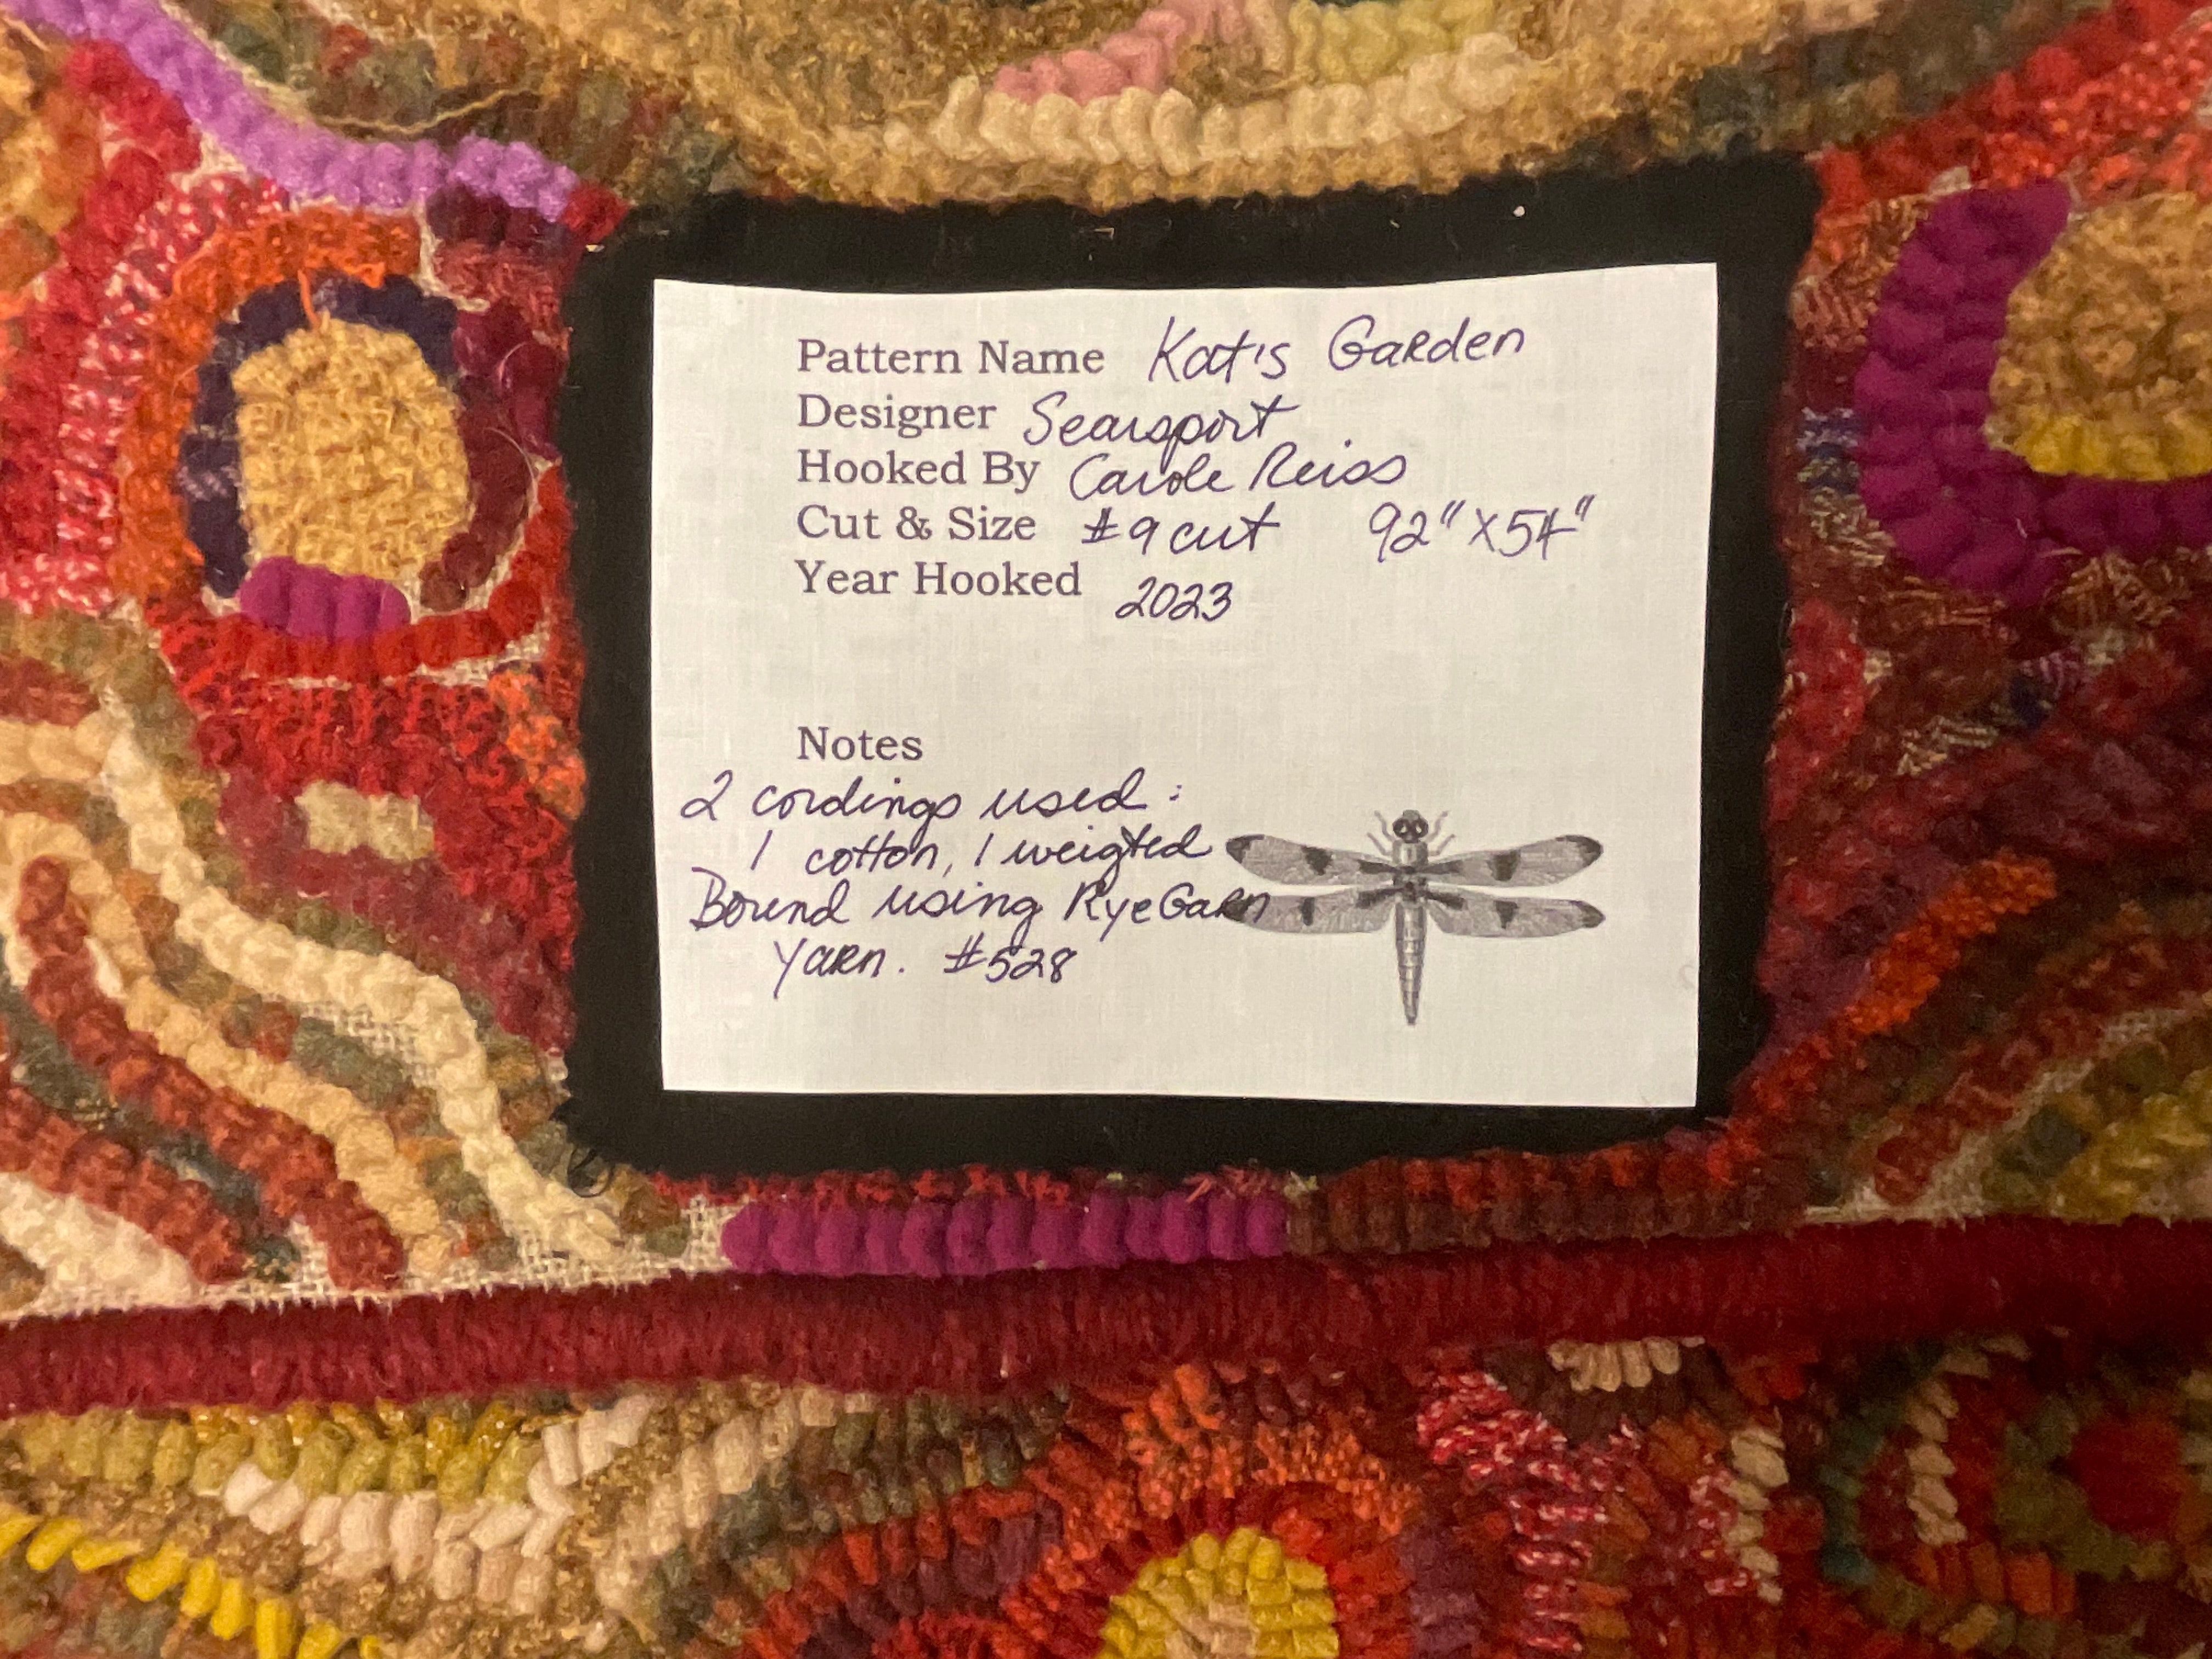 Pattern Name Kat's Garden
Designer Searsport
Hooked By Carole Reiss
Cut & Size #9 cut 92" X 54"
Year Hooked 2023
Notes
2 cordings used:
1 cotton, 1 weigted
Bound using RyeGarn
Yarn. #528